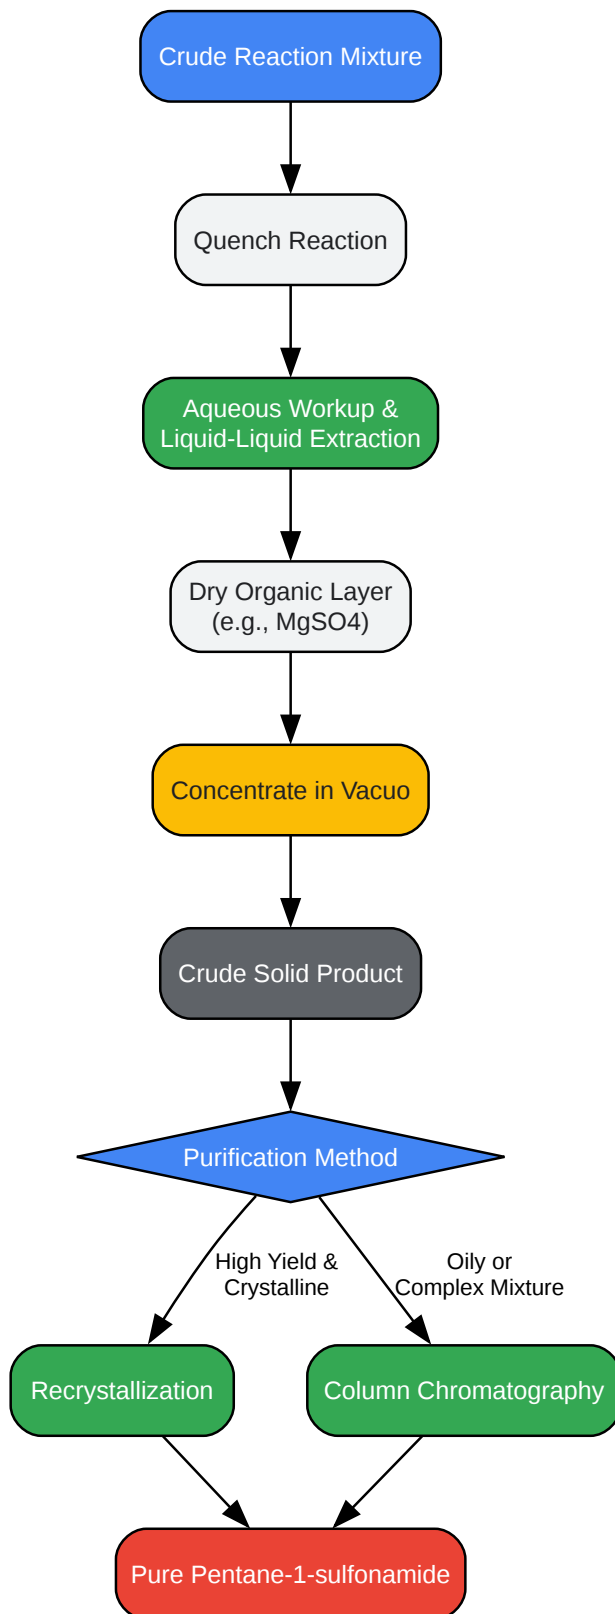 Crude Reaction Mixture
Quench Reaction
Aqueous Workup &
Liquid-Liquid Extraction
Dry Organic Layer
(e.g., MgSO4)
Concentrate in Vacuo
Crude Solid Product
Purification Method
High Yield &
Crystalline
Oily or
Complex Mixture
Recrystallization
Column Chromatography
Pure Pentane-1-sulfonamide